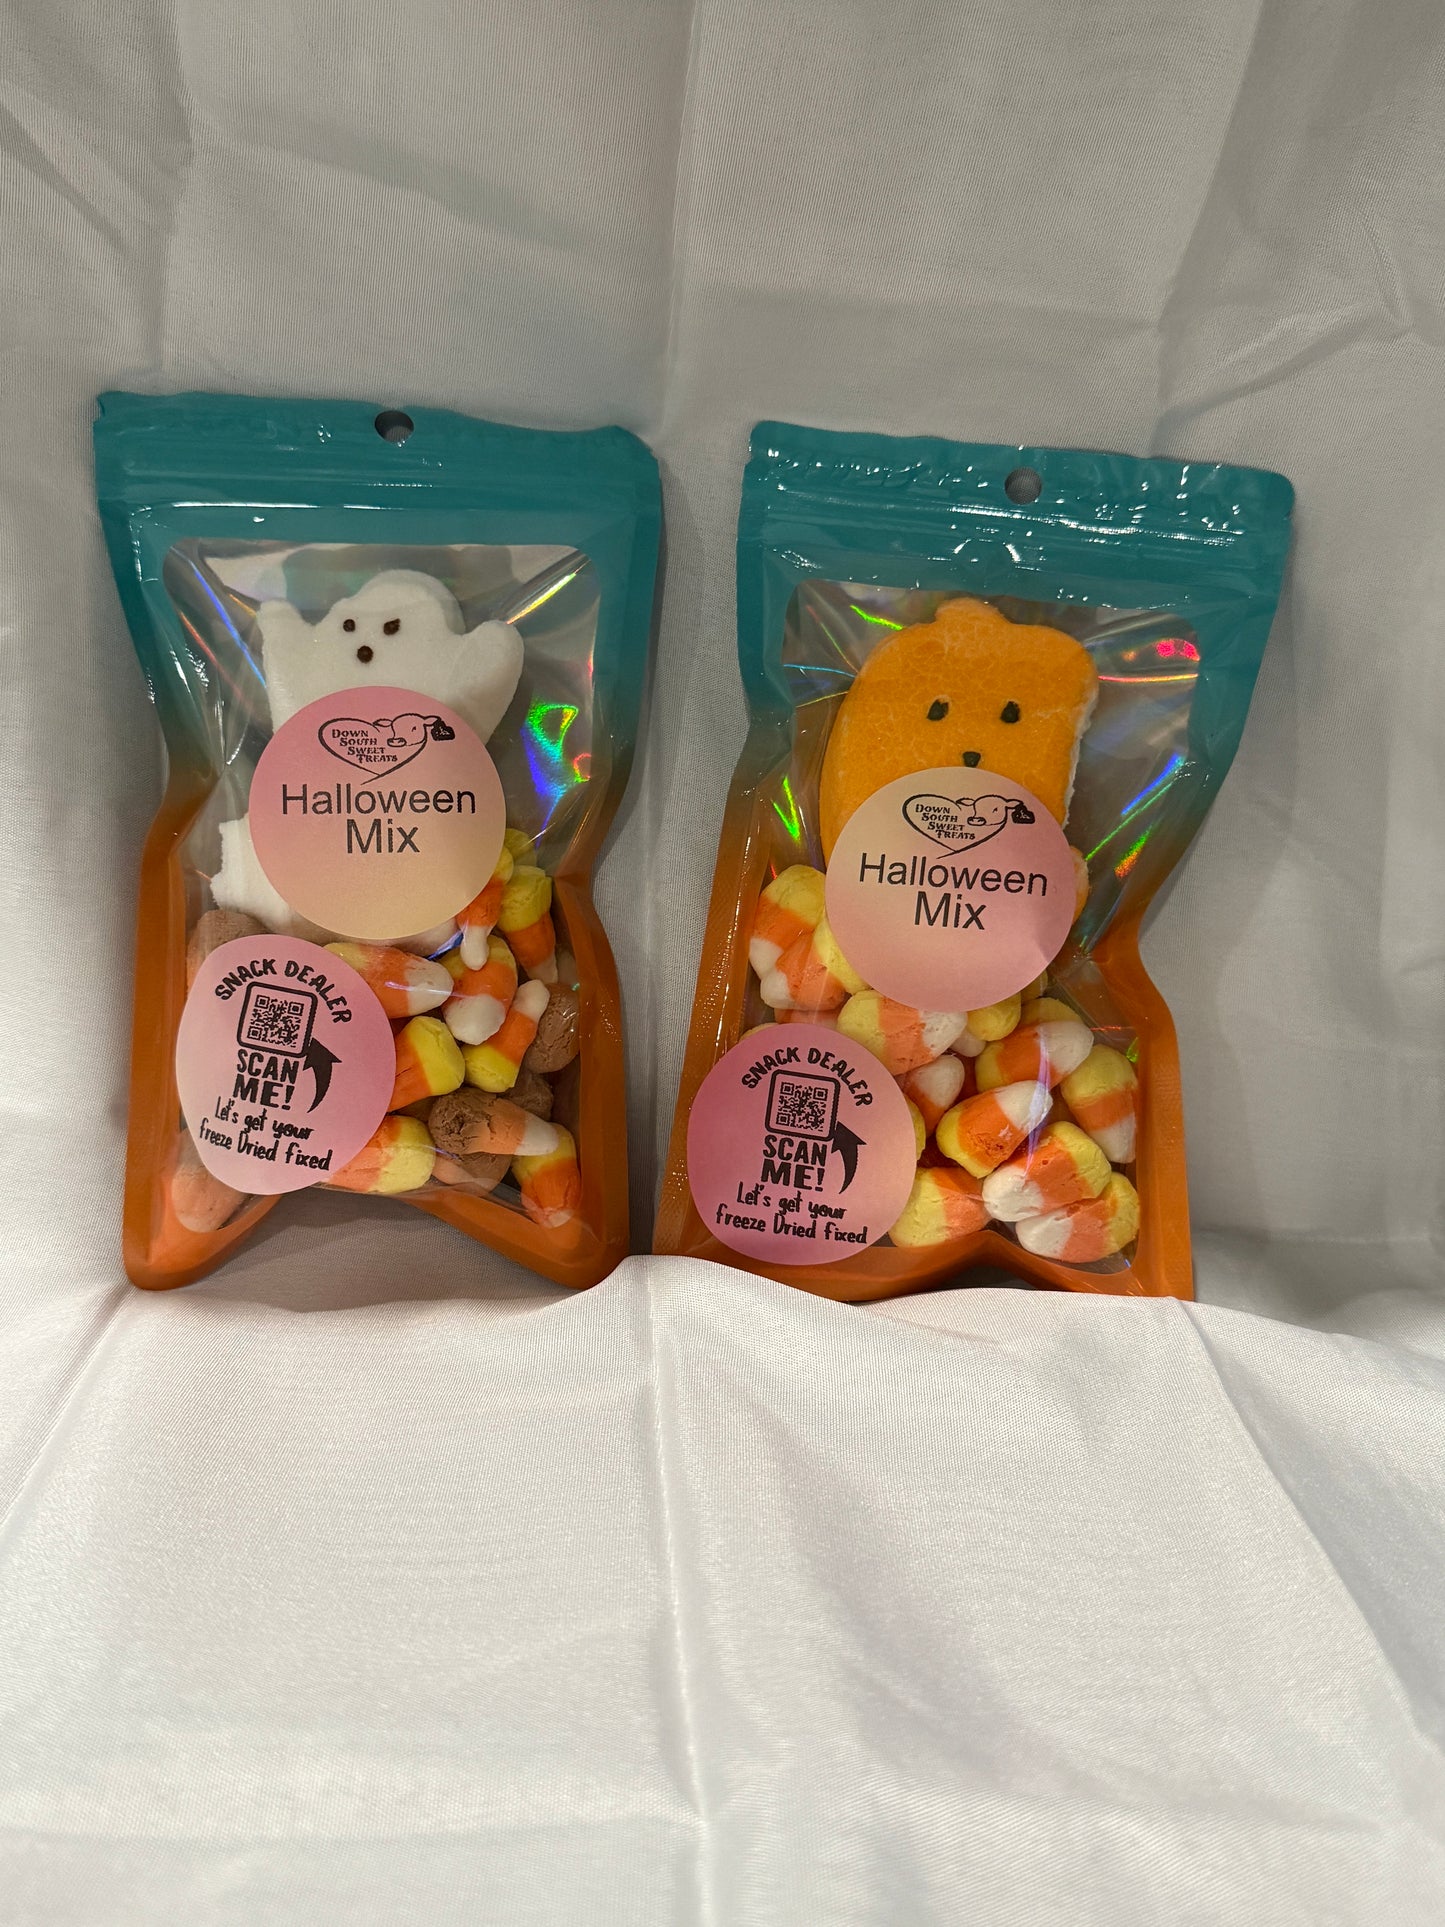 Down
South
Sweet
Treats
Halloween
Mix
SNACK DEALER
SCAN
ME!
Let's get your
freeze Dried fixed
Down
South
Sweet
Treats
Halloween
Mix
SNACK DEALER
SCAN
ME!
Let's get your
freeze Dried fixed